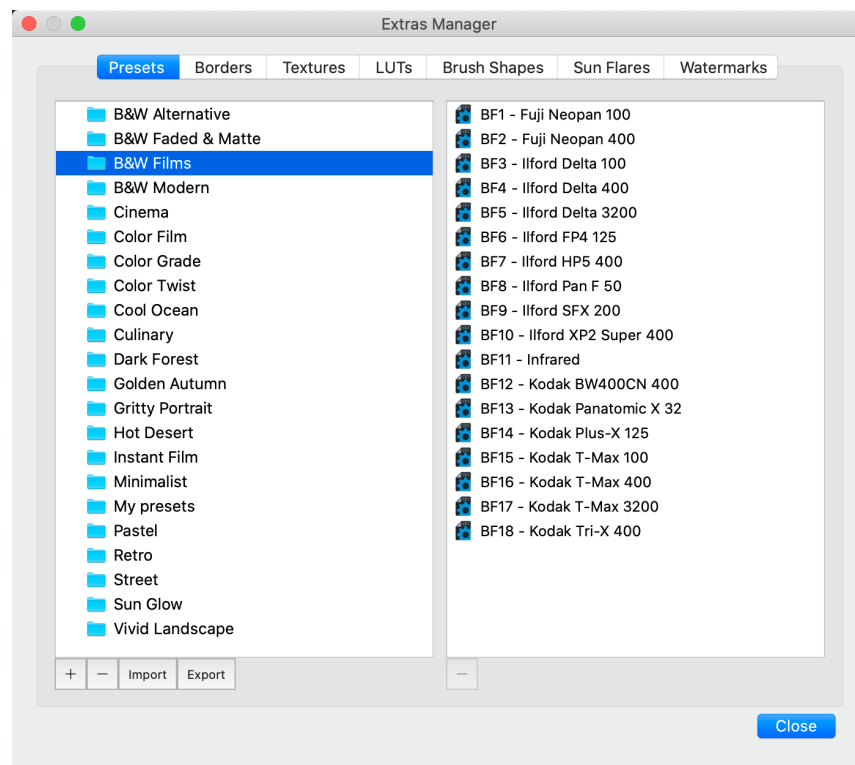 Extras Manager
Presets Borders Textures LUTs Brush Shapes Sun Flares Watermarks
B&W Alternative
B&W Faded & Matte
B&W Films
B&W Modern
Cinema
Color Film
Color Grade
Color Twist
Cool Ocean
Culinary
Dark Forest
Golden Autumn
Gritty Portrait
Hot Desert
Instant Film
Minimalist
My presets
Pastel
Retro
Street
Sun Glow
Vivid Landscape
+ − Import Export
BF1 - Fuji Neopan 100
BF2 - Fuji Neopan 400
BF3 - Ilford Delta 100
BF4 - Ilford Delta 400
BF5 - Ilford Delta 3200
BF6 - Ilford FP4 125
BF7 - Ilford HP5 400
BF8 - Ilford Pan F 50
BF9 - Ilford SFX 200
BF10 - Ilford XP2 Super 400
BF11 - Infrared
BF12 - Kodak BW400CN 400
BF13 - Kodak Panatomic X 32
BF14 - Kodak Plus-X 125
BF15 - Kodak T-Max 100
BF16 - Kodak T-Max 400
BF17 - Kodak T-Max 3200
BF18 - Kodak Tri-X 400
−
Close